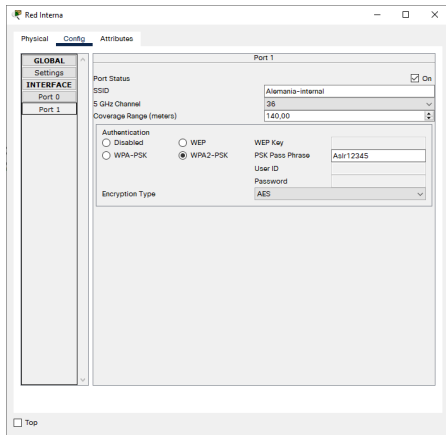 Red Interna
Physical Config Attributes
GLOBAL
Settings
INTERFACE
Port 0
Port 1
Port 1
Port Status On
SSID Alemania-internal
5 GHz Channel 36
Coverage Range (meters) 140,00
Authentication
Disabled WEP WEP Key
WPA-PSK WPA2-PSK PSK Pass Phrase Aslr12345
User ID
Password
Encryption Type AES
Top